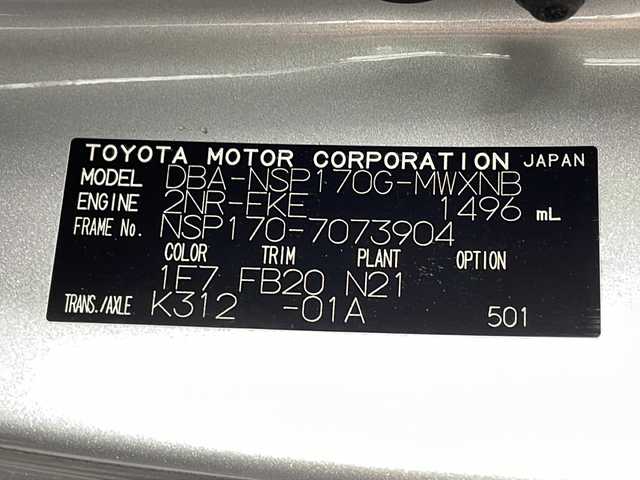 TOYOTA MOTOR CORPORATION JAPAN
MODEL DBA-NSP170G-MWXNB
ENGINE 2NR-FKE 1496 mL
FRAME No. NSP170-7073904
COLOR TRIM PLANT OPTION
1E7 FB20 N21
TRANS./AXLE K312 -01A 501